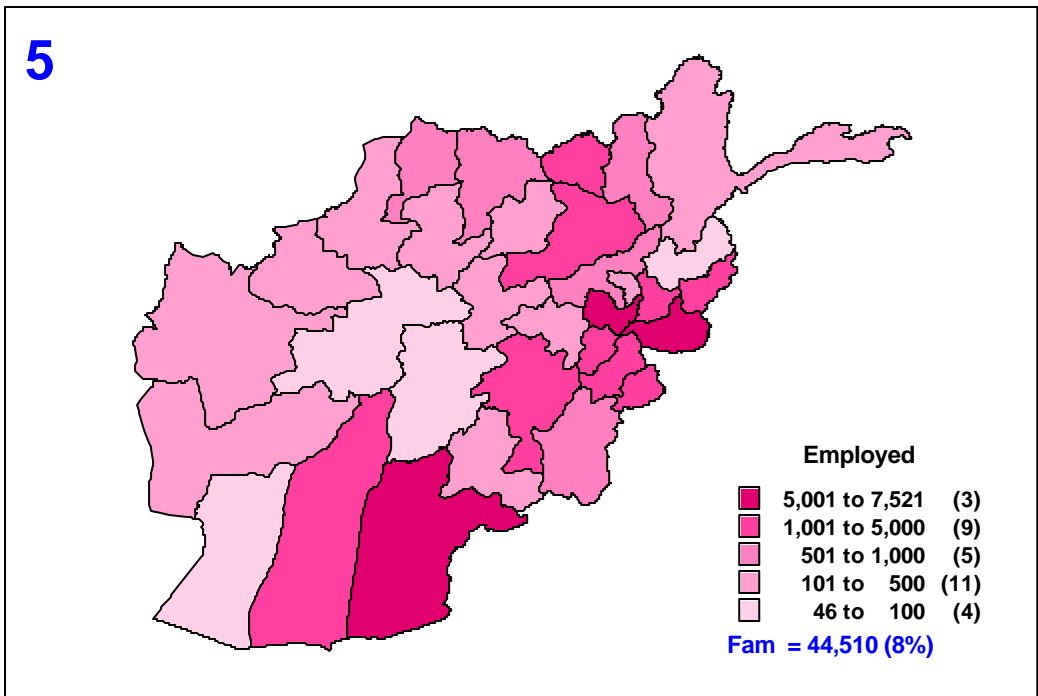 5
Employed
5,001 to 7,521 (3)
1,001 to 5,000 (9)
501 to 1,000 (5)
101 to 500 (11)
46 to 100 (4)
Fam = 44,510 (8%)